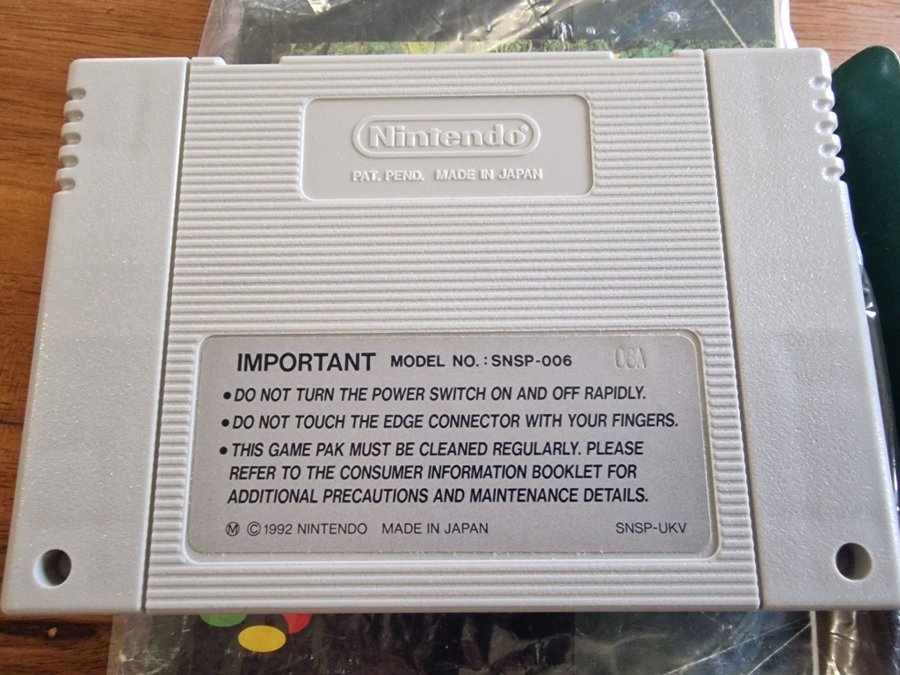 Nintendo®
PAT. PEND. MADE IN JAPAN
IMPORTANT MODEL NO. : SNSP-006
• DO NOT TURN THE POWER SWITCH ON AND OFF RAPIDLY.
• DO NOT TOUCH THE EDGE CONNECTOR WITH YOUR FINGERS.
• THIS GAME PAK MUST BE CLEANED REGULARLY. PLEASE
REFER TO THE CONSUMER INFORMATION BOOKLET FOR
ADDITIONAL PRECAUTIONS AND MAINTENANCE DETAILS.
Ⓜ © 1992 NINTENDO MADE IN JAPAN SNSP-UKV